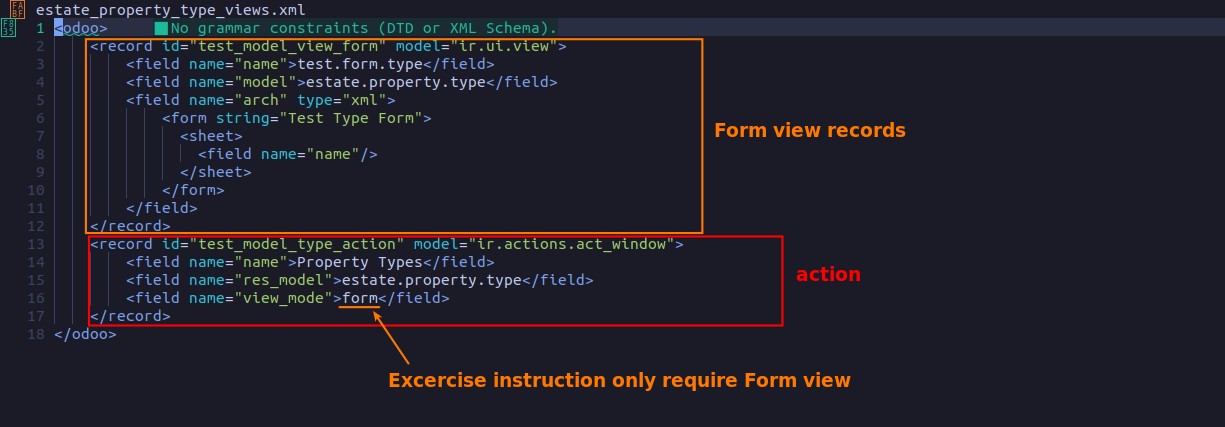 estate_property_type_views.xml
1 <odoo> No grammar constraints (DTD or XML Schema).
2 <record id="test_model_view_form" model="ir.ui.view">
3 <field name="name">test.form.type</field>
4 <field name="model">estate.property.type</field>
5 <field name="arch" type="xml">
6 <form string="Test Type Form">
7 <sheet>
8 <field name="name"/>
9 </sheet>
10 </form>
11 </field>
12 </record>
Form view records
13 <record id="test_model_type_action" model="ir.actions.act_window">
14 <field name="name">Property Types</field>
15 <field name="res_model">estate.property.type</field>
16 <field name="view_mode">form</field>
17 </record>
action
18 </odoo>
Excercise instruction only require Form view